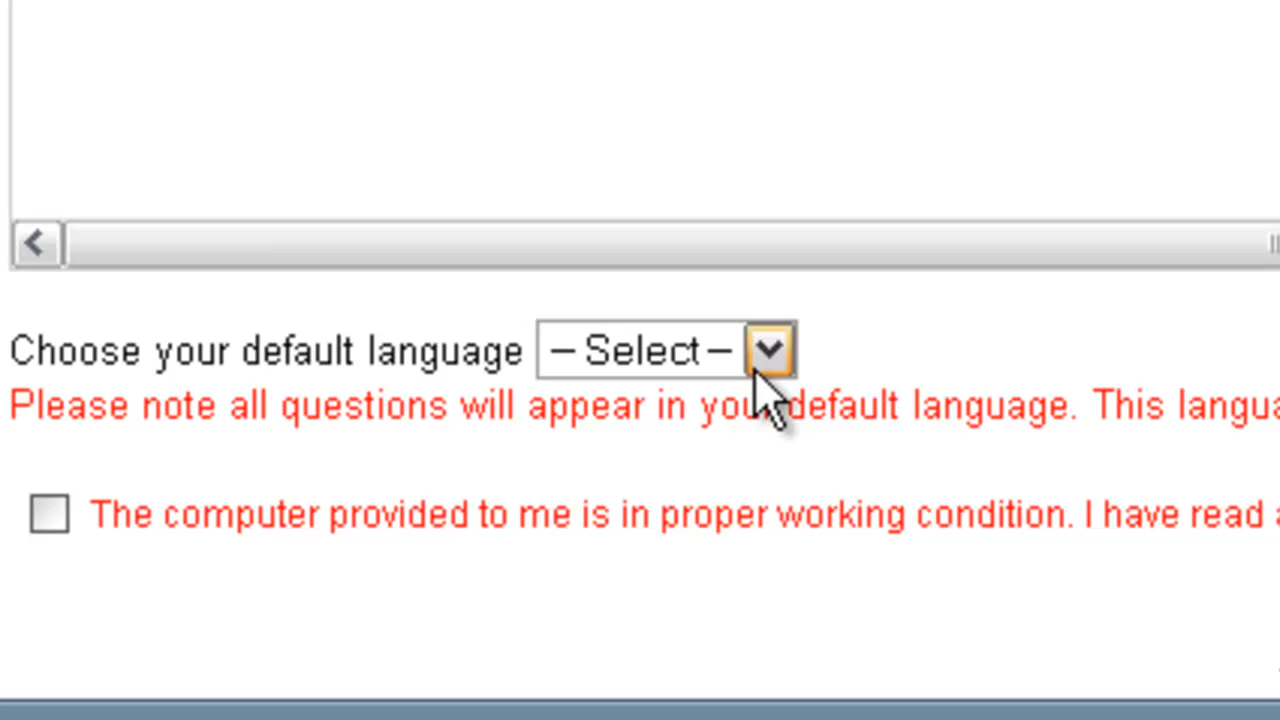 Choose your default language – Select –
Please note all questions will appear in your default language. This
The computer provided to me is in proper working condition. I have read